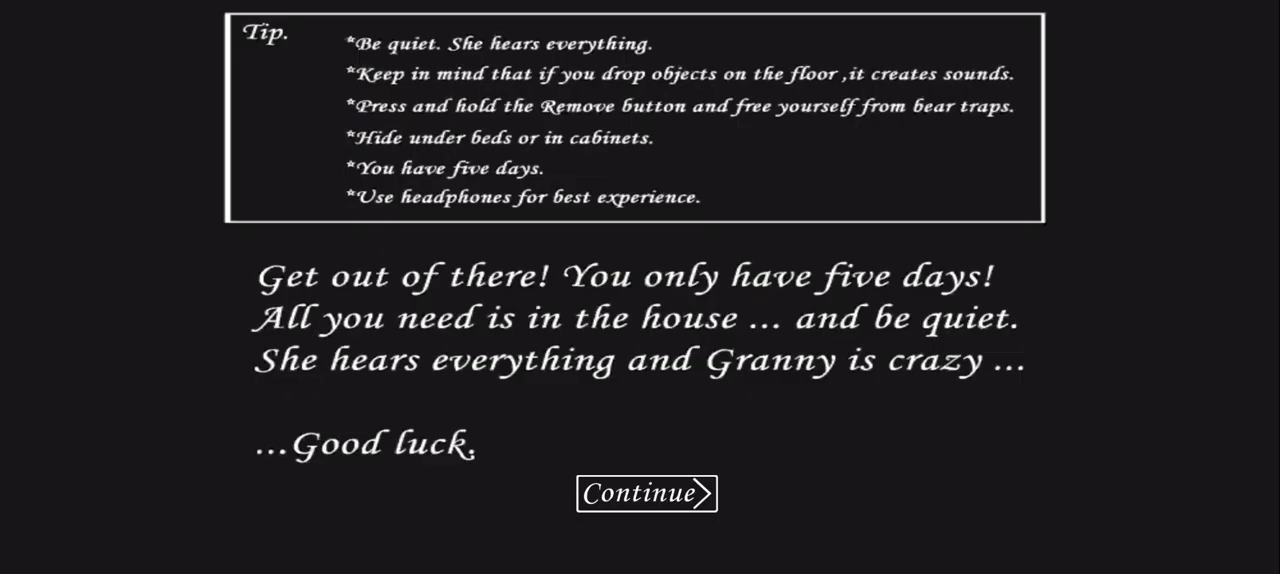 Tip.
*Be quiet. She hears everything.
*Keep in mind that if you drop objects on the floor ,it creates sounds.
*Press and hold the Remove button and free yourself from bear traps.
*Hide under beds or in cabinets.
*You have five days.
*Use headphones for best experience.
Get out of there! You only have five days!
All you need is in the house ... and be quiet.
She hears everything and Granny is crazy ...
...Good luck.
Continue>